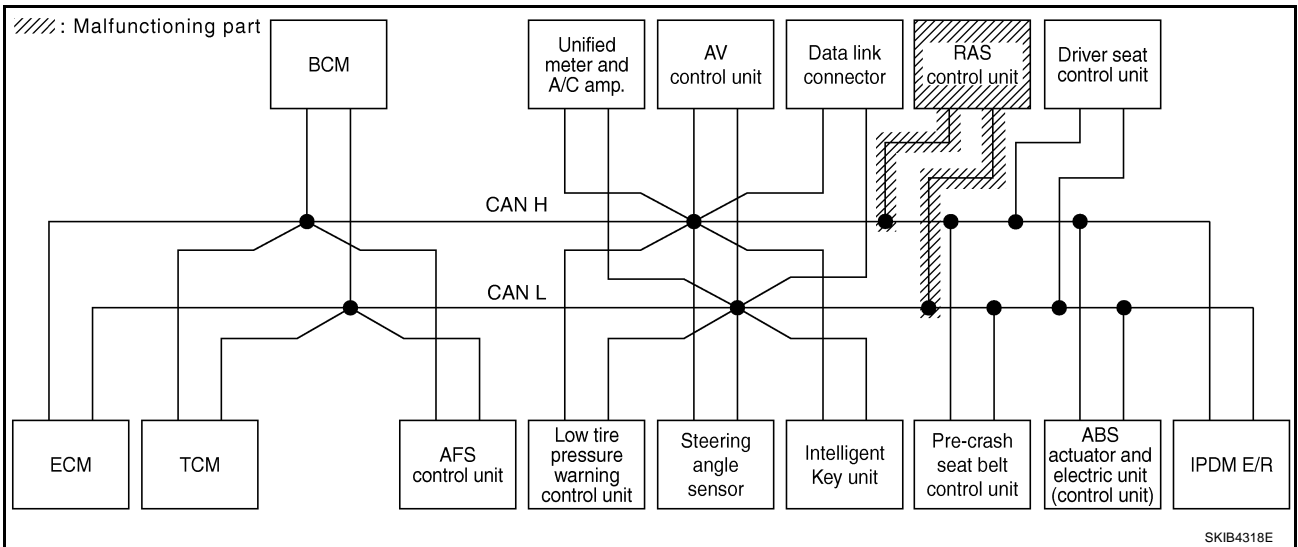 : Malfunctioning part
BCM
Unified
meter and
A/C amp.
AV
control unit
Data link
connector
RAS
control unit
Driver seat
control unit
CAN H
CAN L
ECM
TCM
AFS
control unit
Low tire
pressure
warning
control unit
Steering
angle
sensor
Intelligent
Key unit
Pre-crash
seat belt
control unit
ABS
actuator and
electric unit
(control unit)
IPDM E/R
SKIB4318E